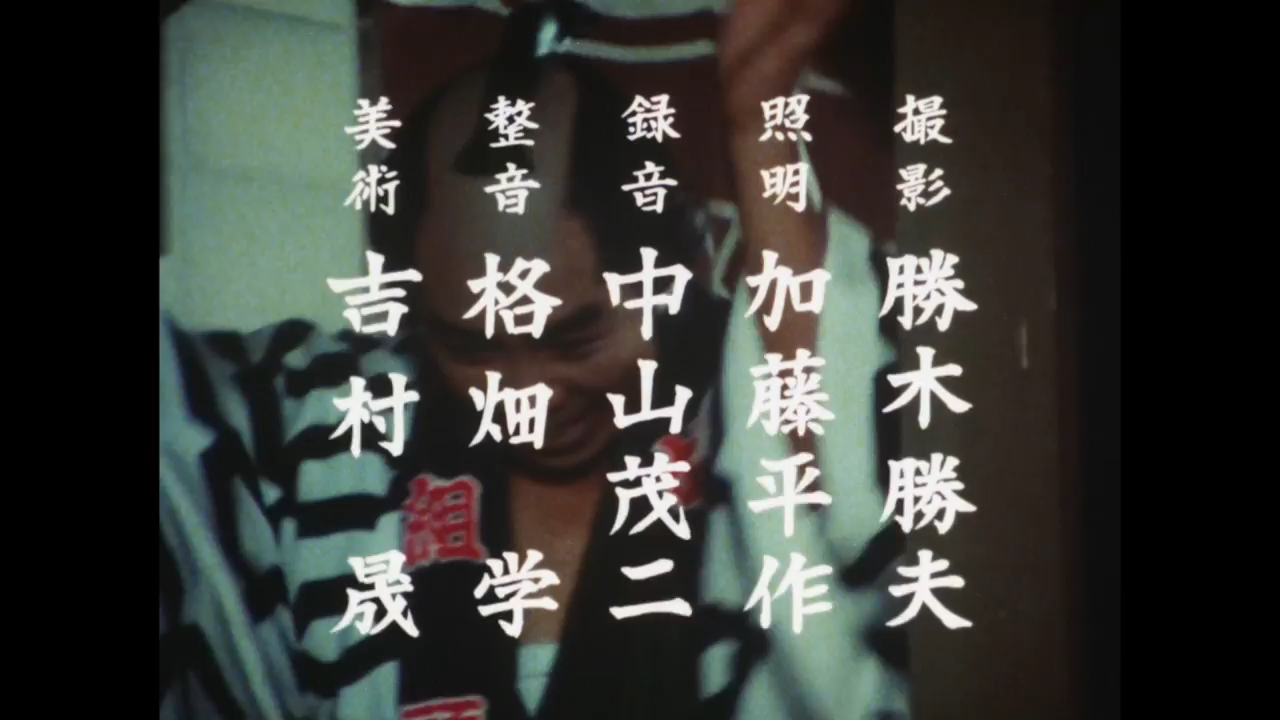 撮影 勝木勝夫
照明 加藤平作
録音 中山茂二
整音 格畑学
美術 吉村晟
組